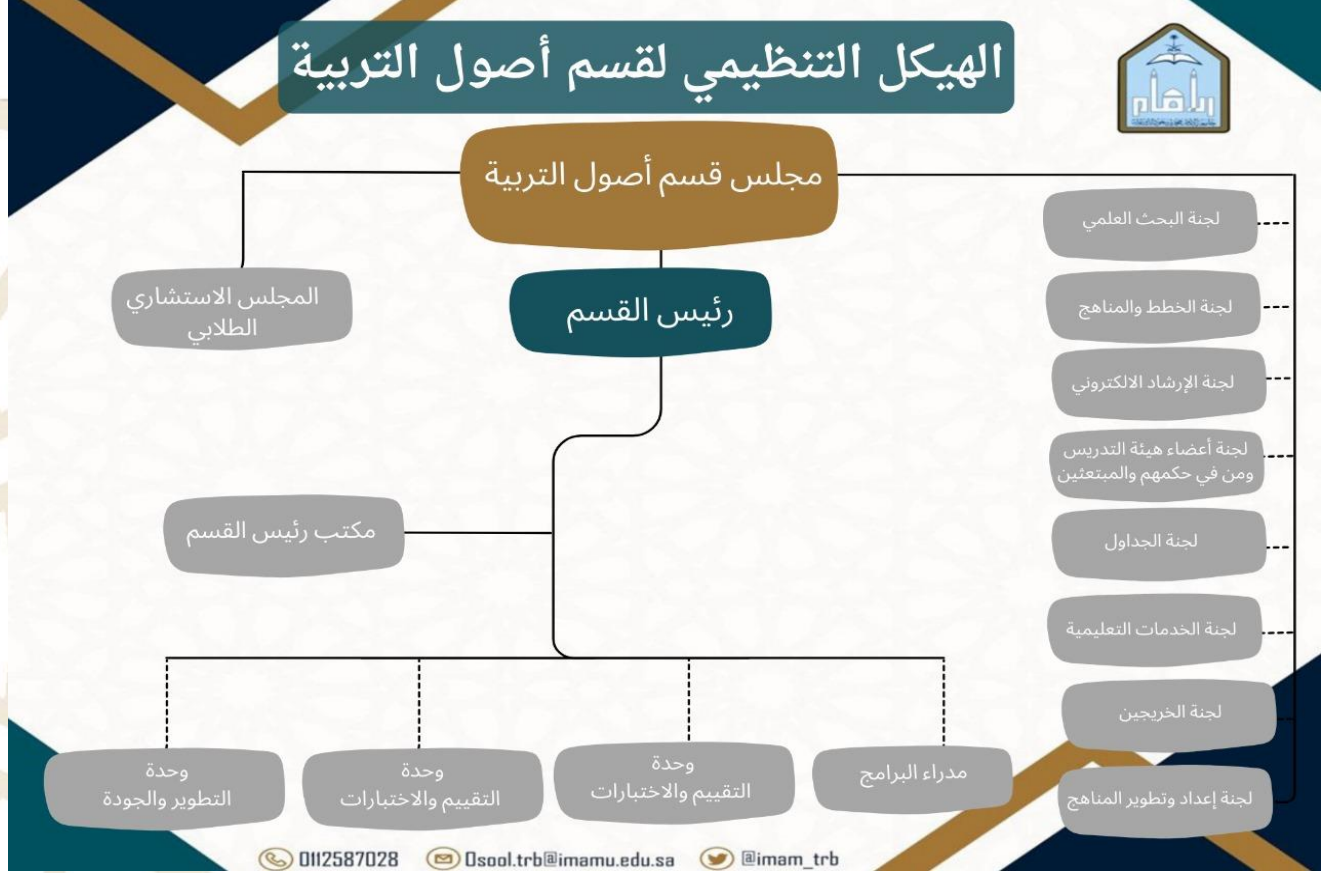 الهيكل التنظيمي لقسم أصول التربية
مجلس قسم أصول التربية
رئيس القسم
المجلس الاستشاري
الطلابي
مكتب رئيس القسم
لجنة البحث العلمي
لجنة الخطط والمناهج
لجنة الإرشاد الالكتروني
لجنة أعضاء هيئة التدريس
ومن في حكمهم والمبتعثين
لجنة الجداول
لجنة الخدمات التعليمية
لجنة الخريجين
لجنة إعداد وتطوير المناهج
مدراء البرامج
وحدة
التقييم والاختبارات
وحدة
التقييم والاختبارات
وحدة
التطوير والجودة
0112587028
Osool.trb@imamu.edu.sa
@imam_trb